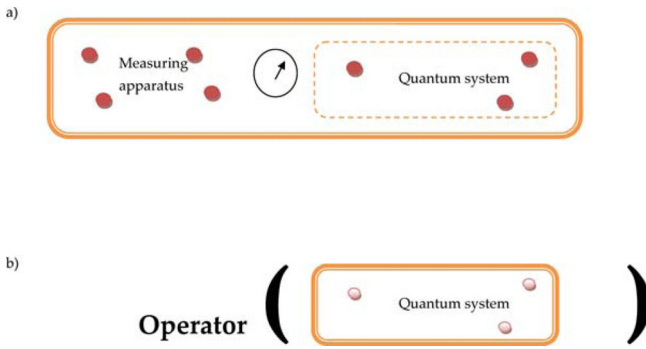 a)
Measuring
apparatus
Quantum system
b)
Operator ( Quantum system )